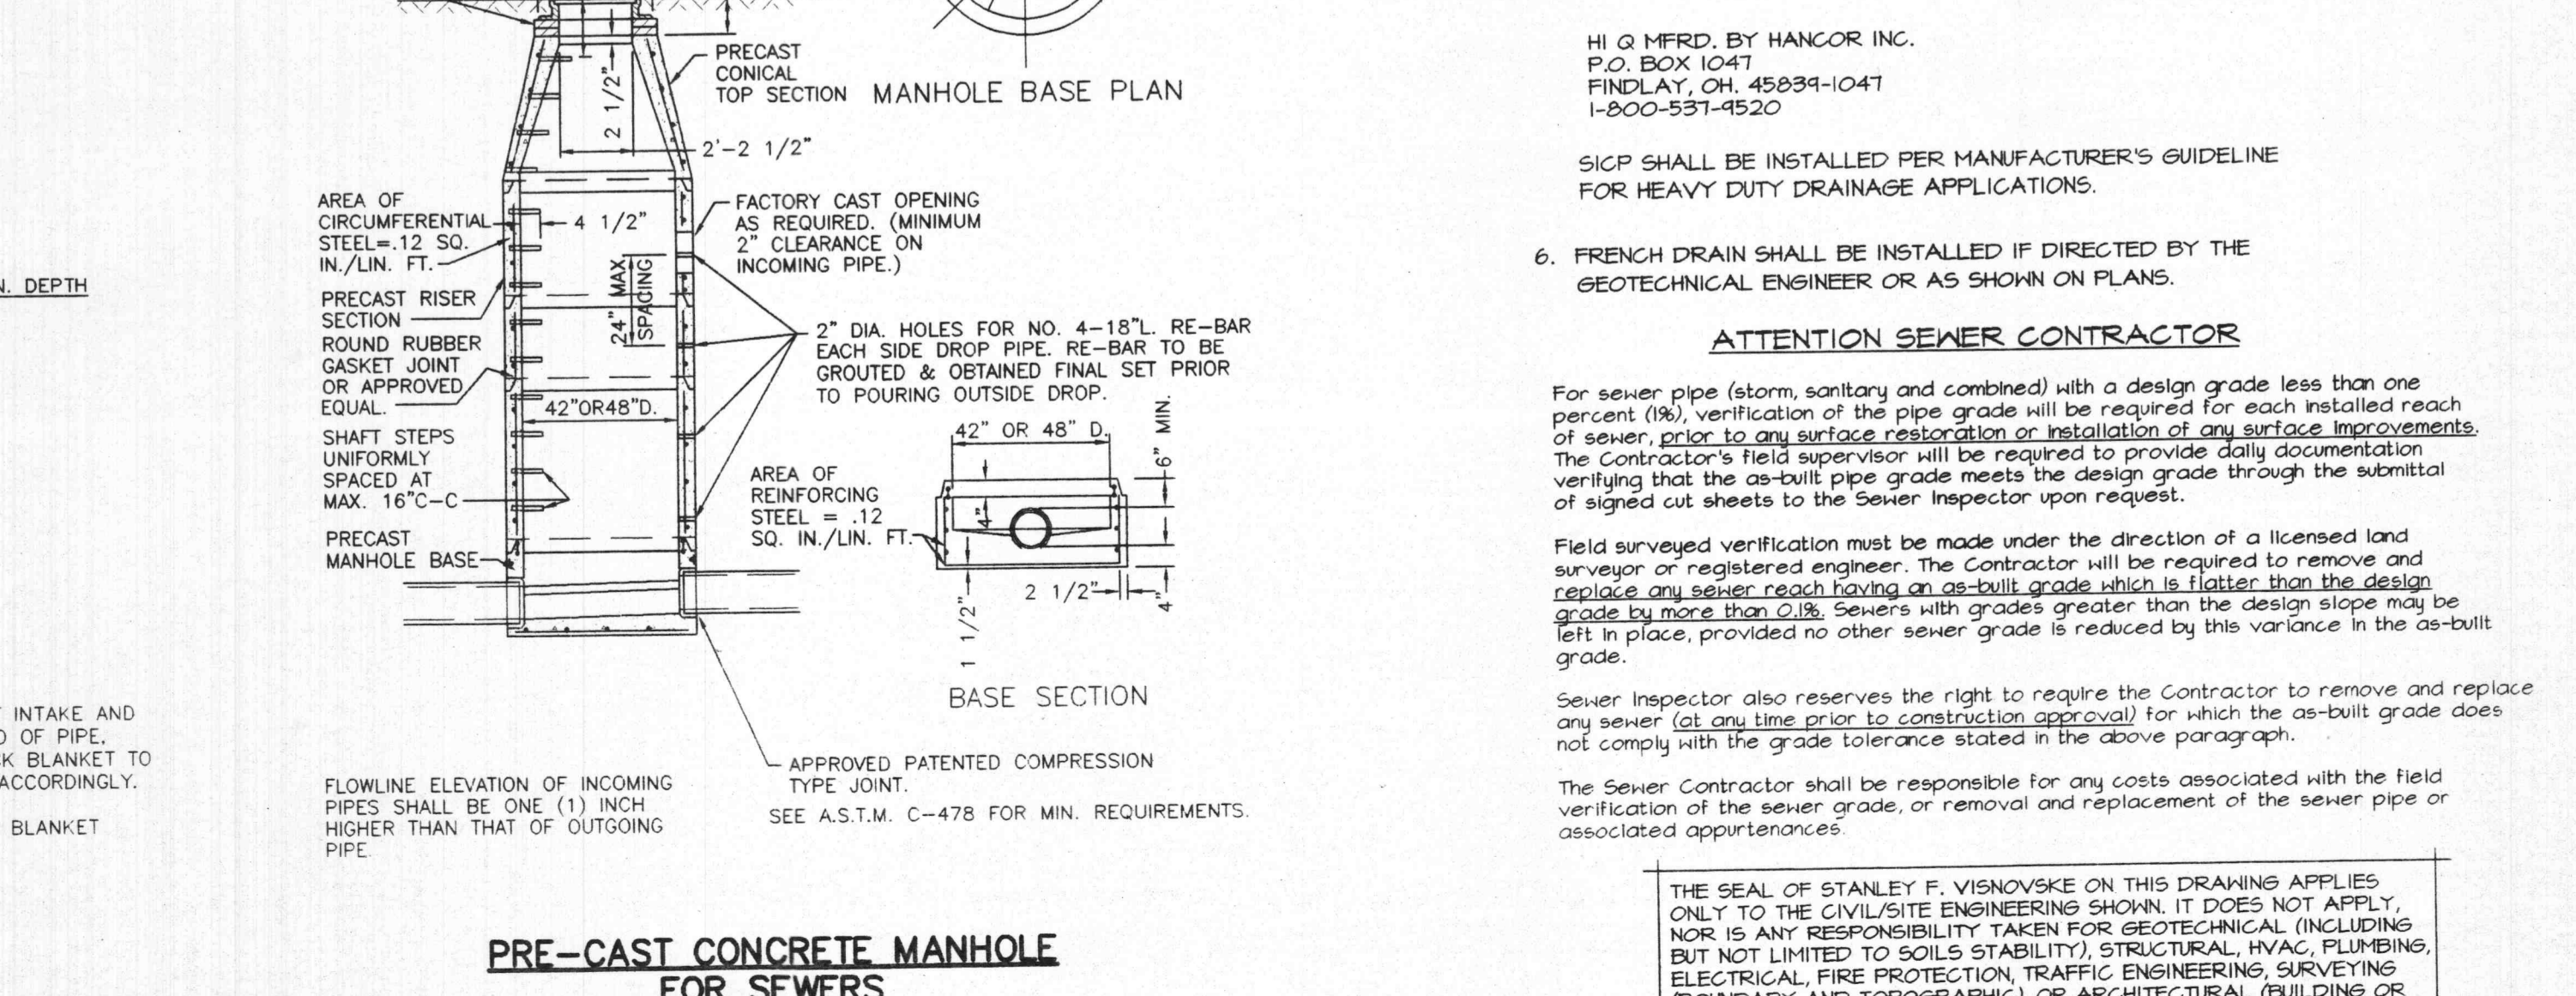 N. DEPTH
INTAKE AND
OF PIPE.
BLANKET TO
ACCORDINGLY.
BLANKET
PRECAST
CONICAL
TOP SECTION
MANHOLE BASE PLAN
2 1/2"
2'-2 1/2"
AREA OF
CIRCUMFERENTIAL
STEEL=.12 SQ.
IN./LIN. FT.
4 1/2"
FACTORY CAST OPENING
AS REQUIRED. (MINIMUM
2" CLEARANCE ON
INCOMING PIPE.)
24" MAX
SPACING
PRECAST RISER
SECTION
ROUND RUBBER
GASKET JOINT
OR APPROVED
EQUAL.
2" DIA. HOLES FOR NO. 4-18"L. RE-BAR
EACH SIDE DROP PIPE. RE-BAR TO BE
GROUTED & OBTAINED FINAL SET PRIOR
TO POURING OUTSIDE DROP.
42"OR48"D.
SHAFT STEPS
UNIFORMLY
SPACED AT
MAX. 16"C-C
PRECAST
MANHOLE BASE
42" OR 48" D.
6" MIN.
AREA OF
REINFORCING
STEEL = .12
SQ. IN./LIN. FT.
4"
2 1/2"
4"
1 1/2"
BASE SECTION
APPROVED PATENTED COMPRESSION
TYPE JOINT.
SEE A.S.T.M. C-478 FOR MIN. REQUIREMENTS.
FLOWLINE ELEVATION OF INCOMING
PIPES SHALL BE ONE (1) INCH
HIGHER THAN THAT OF OUTGOING
PIPE.
PRE-CAST CONCRETE MANHOLE
FOR SEWERS
HI Q MFRD. BY HANCOR INC.
P.O. BOX 1047
FINDLAY, OH. 45839-1047
1-800-537-9520
SICP SHALL BE INSTALLED PER MANUFACTURER'S GUIDELINE
FOR HEAVY DUTY DRAINAGE APPLICATIONS.
6. FRENCH DRAIN SHALL BE INSTALLED IF DIRECTED BY THE
GEOTECHNICAL ENGINEER OR AS SHOWN ON PLANS.
ATTENTION SEWER CONTRACTOR
For sewer pipe (storm, sanitary and combined) with a design grade less than one
percent (1%), verification of the pipe grade will be required for each installed reach
of sewer, prior to any surface restoration or installation of any surface improvements.
The Contractor's field supervisor will be required to provide daily documentation
verifying that the as-built pipe grade meets the design grade through the submittal
of signed cut sheets to the Sewer Inspector upon request.
Field surveyed verification must be made under the direction of a licensed land
surveyor or registered engineer. The Contractor will be required to remove and
replace any sewer reach having an as-built grade which is flatter than the design
grade by more than 0.1%. Sewers with grades greater than the design slope may be
left in place, provided no other sewer grade is reduced by this variance in the as-built
grade.
Sewer Inspector also reserves the right to require the Contractor to remove and replace
any sewer (at any time prior to construction approval) for which the as-built grade does
not comply with the grade tolerance stated in the above paragraph.
The Sewer Contractor shall be responsible for any costs associated with the field
verification of the sewer grade, or removal and replacement of the sewer pipe or
associated appurtenances.
THE SEAL OF STANLEY F. VISNOVSKE ON THIS DRAWING APPLIES
ONLY TO THE CIVIL/SITE ENGINEERING SHOWN. IT DOES NOT APPLY,
NOR IS ANY RESPONSIBILITY TAKEN FOR GEOTECHNICAL (INCLUDING
BUT NOT LIMITED TO SOILS STABILITY), STRUCTURAL, HVAC, PLUMBING,
ELECTRICAL, FIRE PROTECTION, TRAFFIC ENGINEERING, SURVEYING
(BOUNDARY AND TOPOGRAPHIC) OR ARCHITECTURAL (BUILDING OR